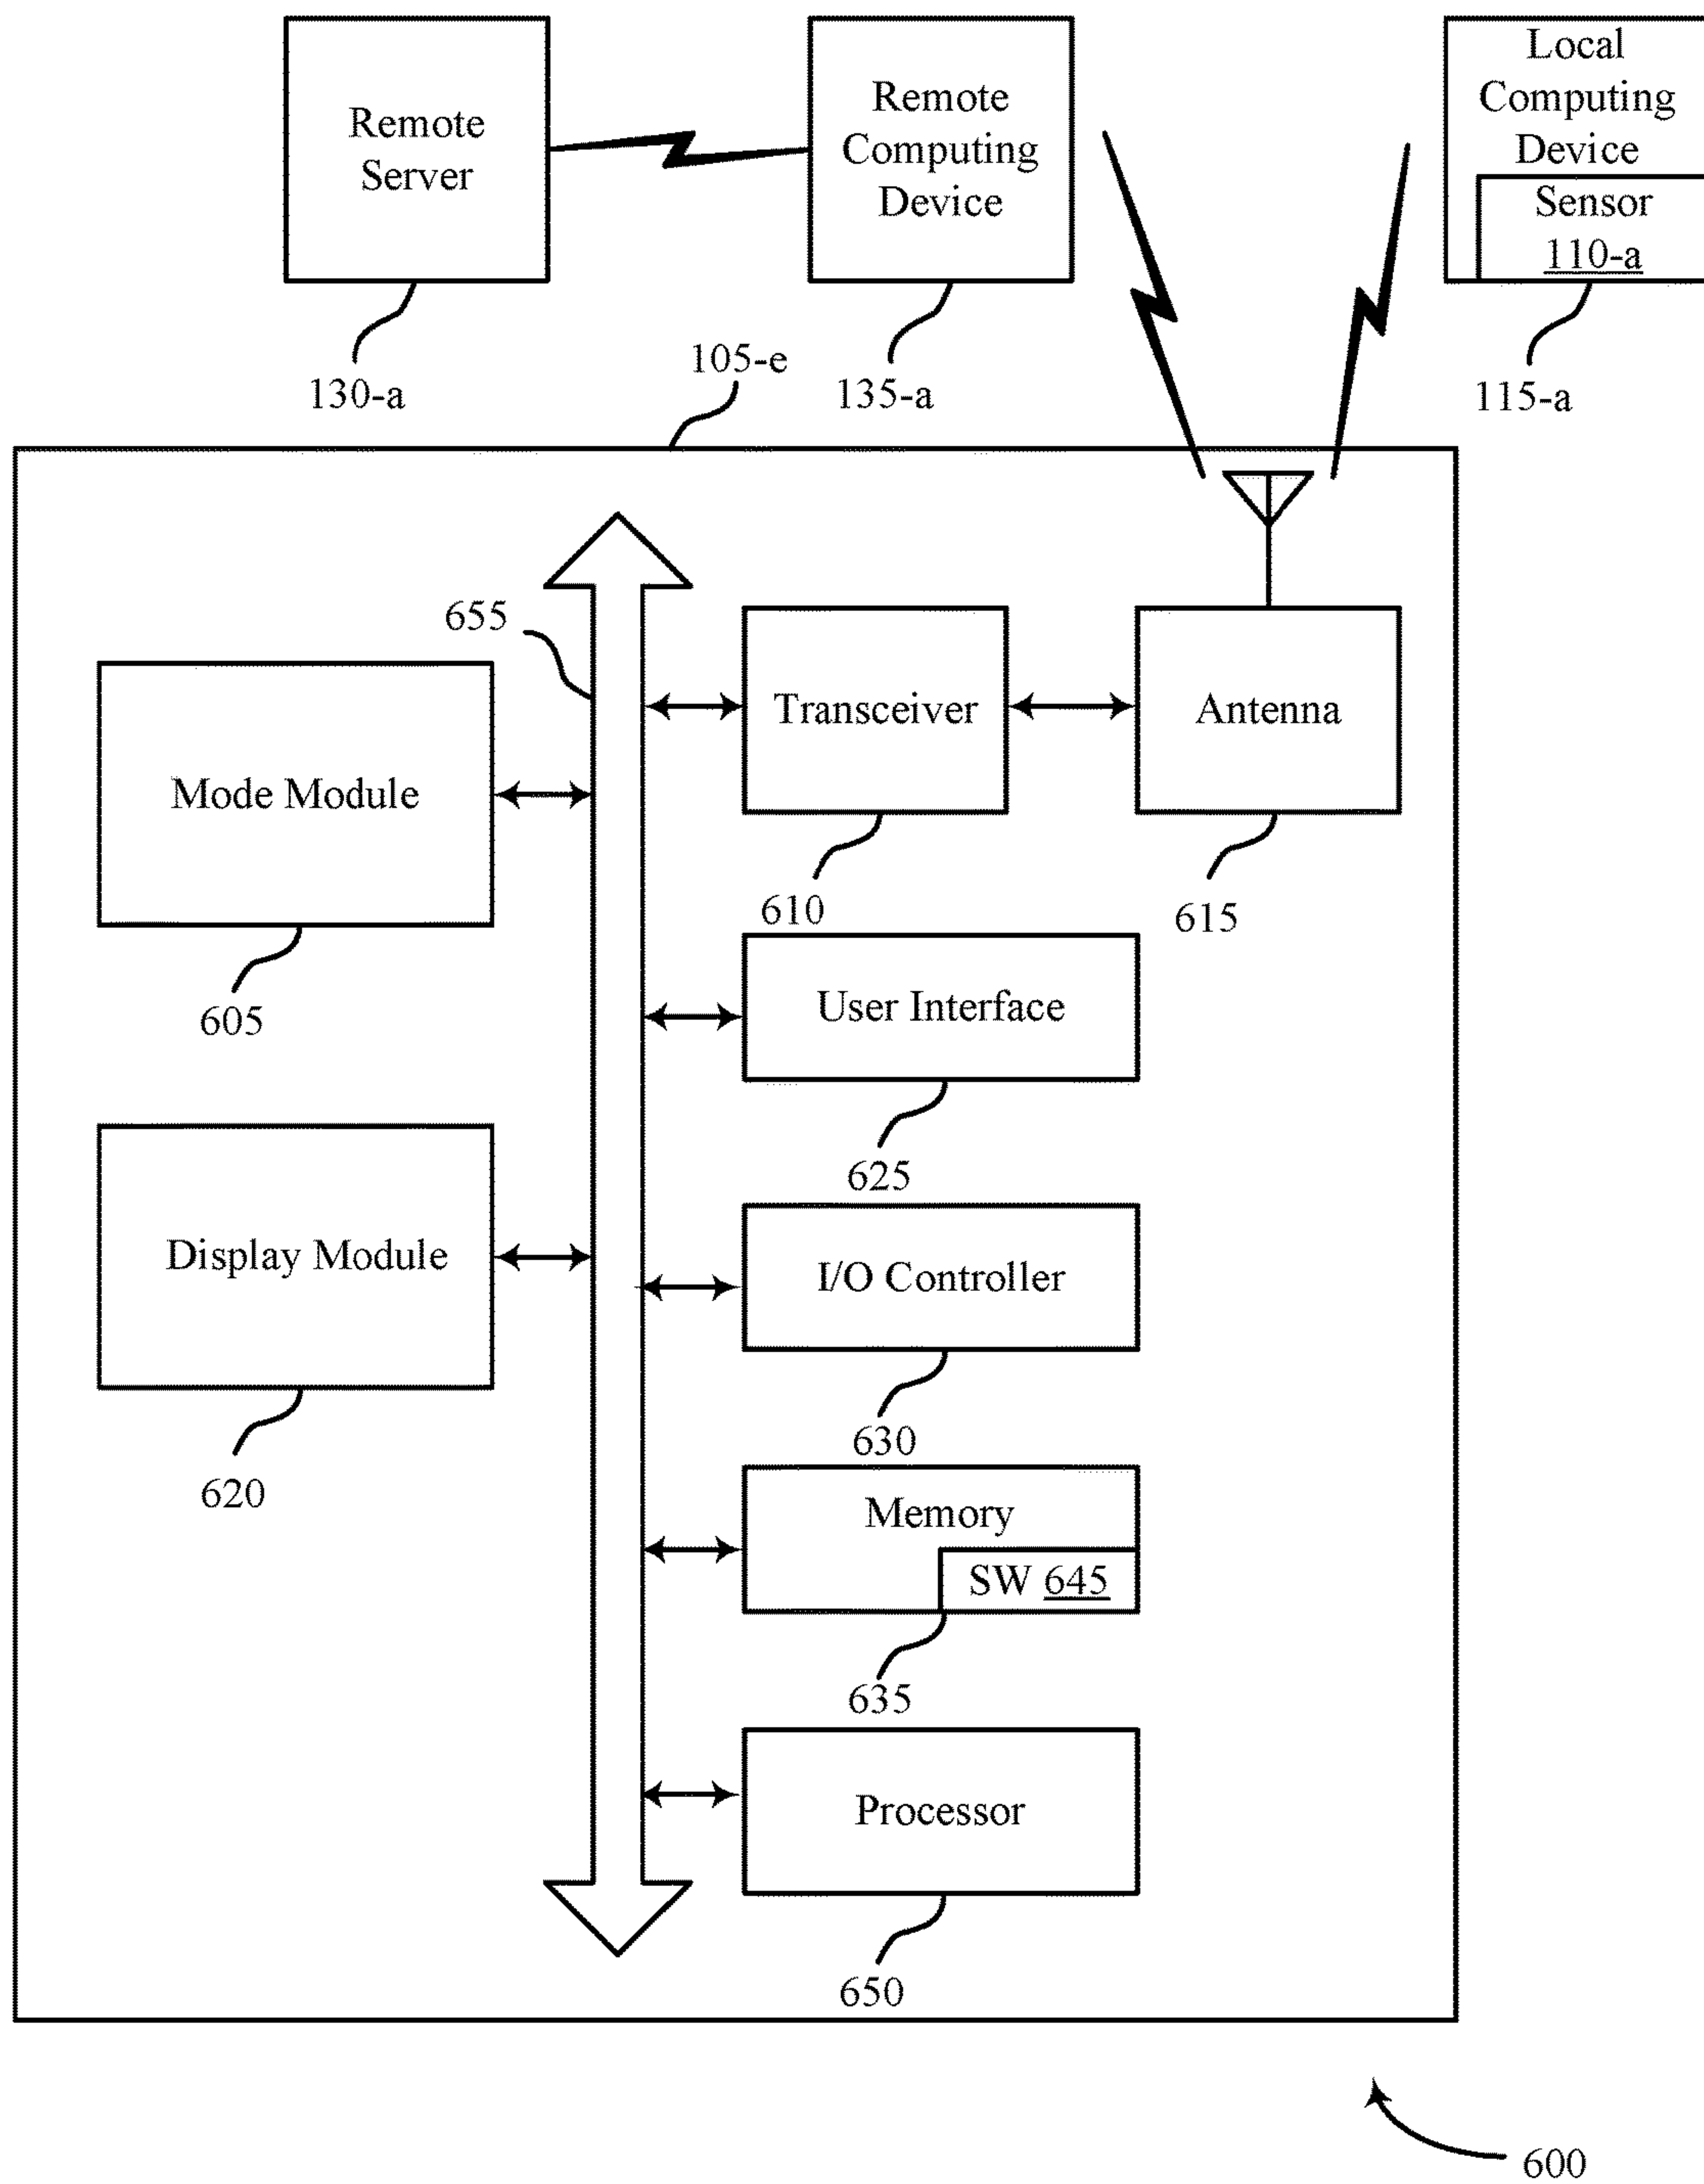 Remote
Server
Remote
Computing
Device
Local
Computing
Device
Sensor
110-a
130-a
105-e
135-a
115-a
655
Transceiver
Antenna
Mode Module
610
615
605
User Interface
625
Display Module
I/O Controller
630
620
Memory
SW 645
635
Processor
650
600